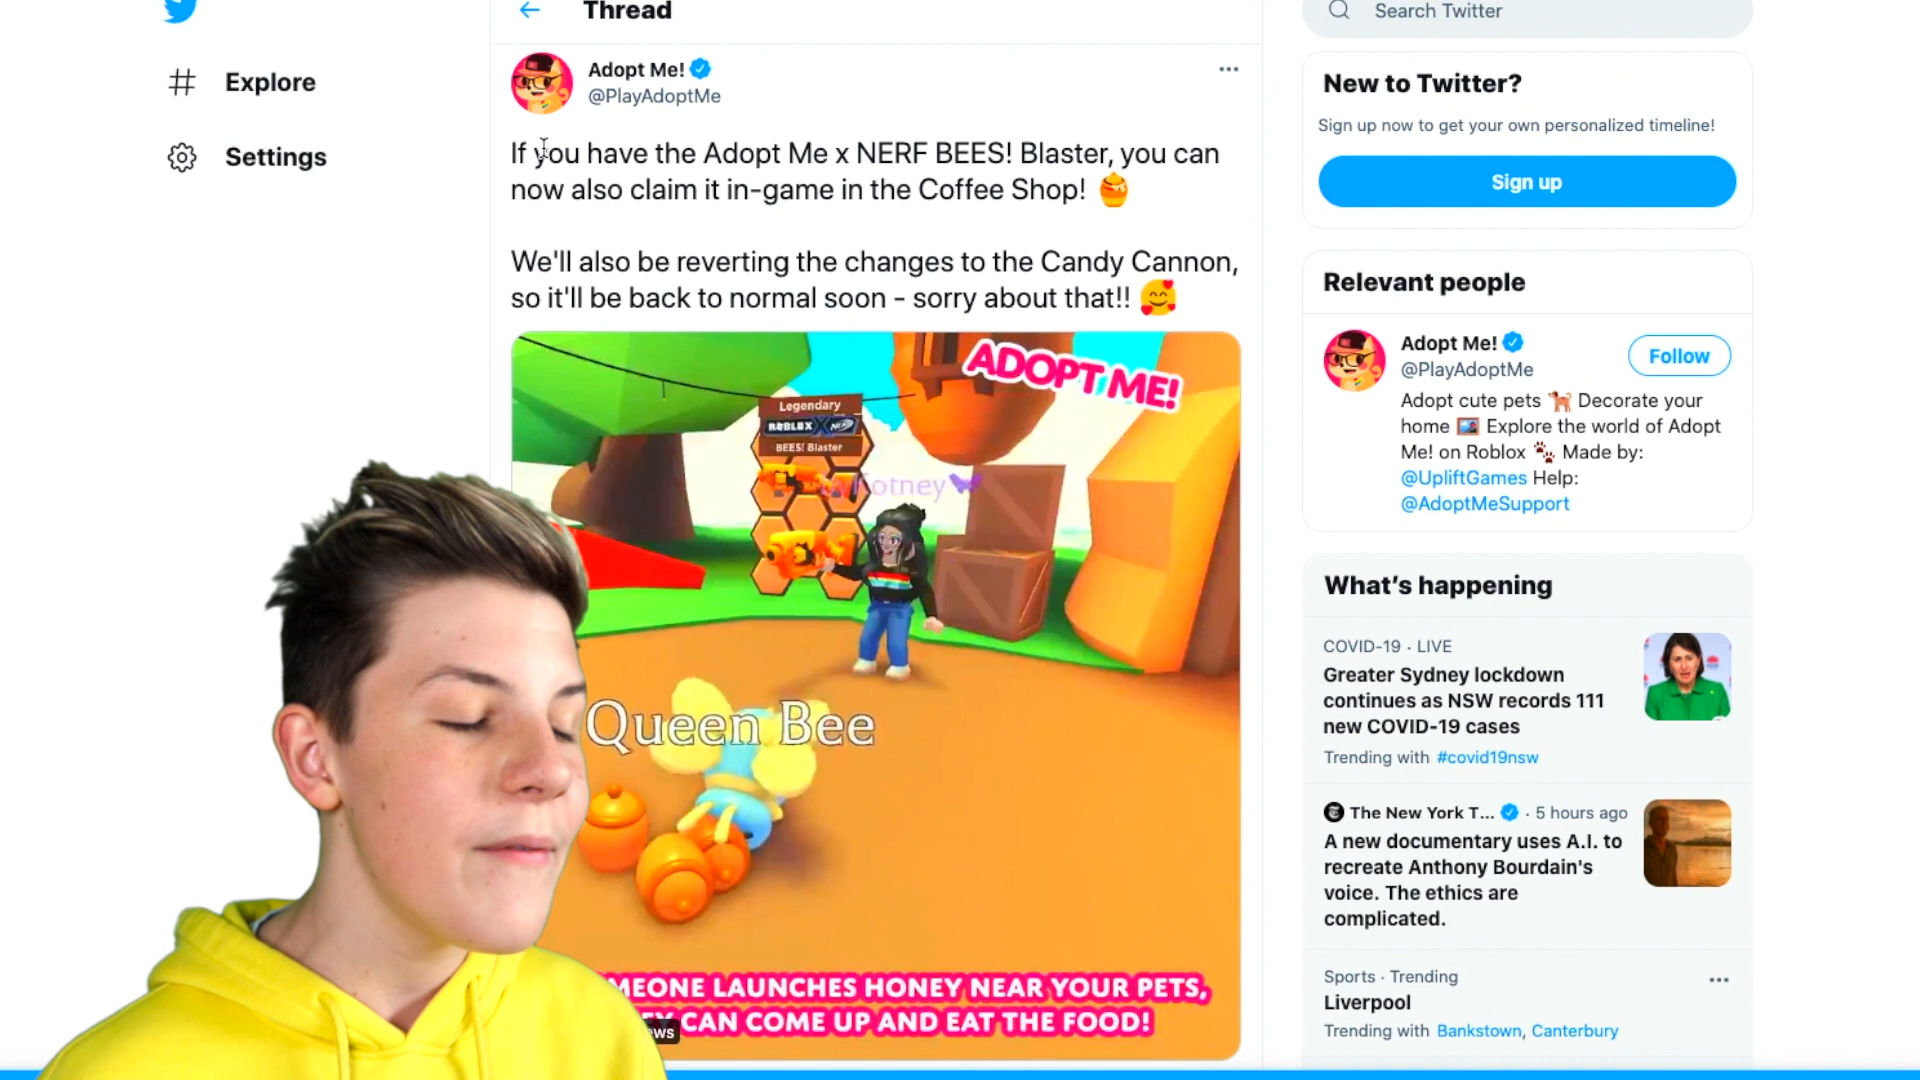 Explore
Settings
Thread
Adopt Me!
@PlayAdoptMe
If you have the Adopt Me x NERF BEES! Blaster, you can
now also claim it in-game in the Coffee Shop! 🍯
We'll also be reverting the changes to the Candy Cannon,
so it'll be back to normal soon - sorry about that!! 🥰
ADOPT ME!
Legendary
ROBLOX X NERF
BEES! Blaster
Kotney
Queen Bee
MEONE LAUNCHES HONEY NEAR YOUR PETS,
EY CAN COME UP AND EAT THE FOOD!
ews
Search Twitter
New to Twitter?
Sign up now to get your own personalized timeline!
Sign up
Relevant people
Adopt Me!
@PlayAdoptMe
Follow
Adopt cute pets 🐕 Decorate your
home 🖼️ Explore the world of Adopt
Me! on Roblox 🐾 Made by:
@UpliftGames Help:
@AdoptMeSupport
What's happening
COVID-19 · LIVE
Greater Sydney lockdown
continues as NSW records 111
new COVID-19 cases
Trending with #covid19nsw
The New York T... · 5 hours ago
A new documentary uses A.I. to
recreate Anthony Bourdain's
voice. The ethics are
complicated.
Sports · Trending
Liverpool
Trending with Bankstown, Canterbury